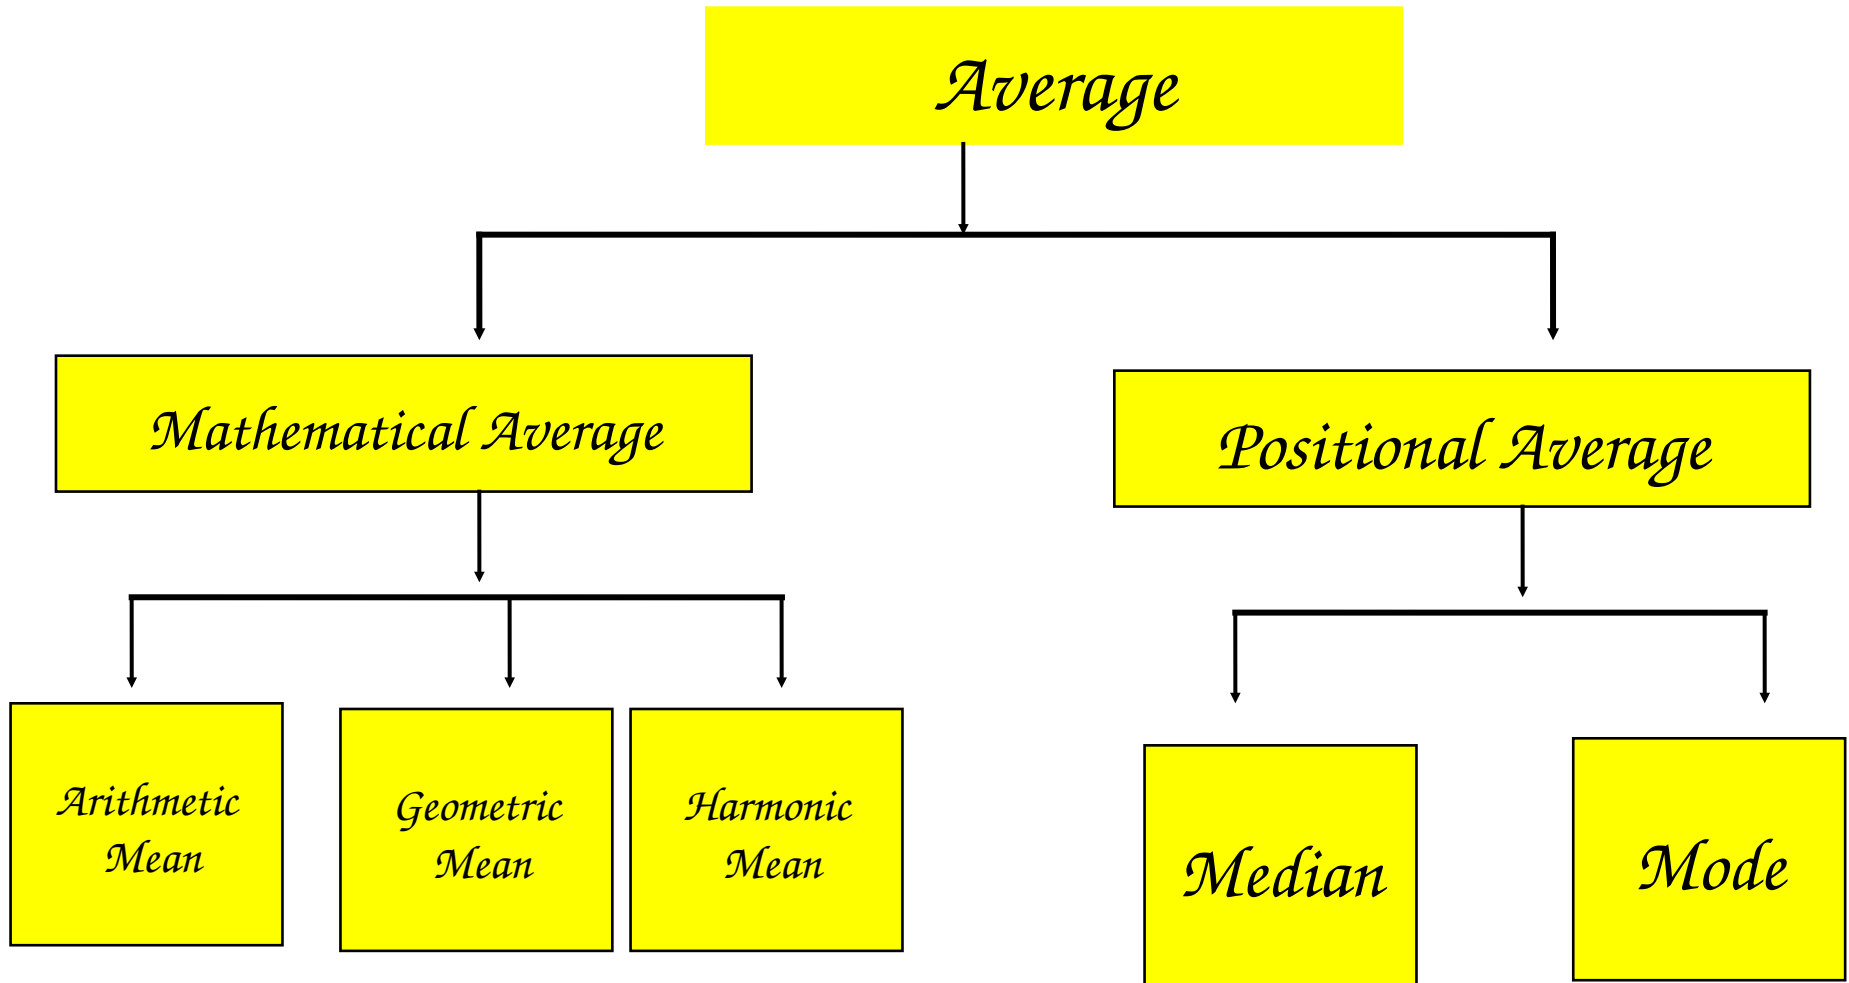 Average
Mathematical Average
Positional Average
Arithmetic
Mean
Geometric
Mean
Harmonic
Mean
Median
Mode